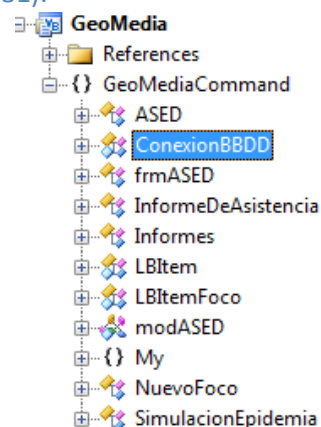 GeoMedia
References
{} GeoMediaCommand
ASED
ConexionBBDD
frmASED
InformeDeAsistencia
Informes
LBItem
LBItemFoco
modASED
{} My
NuevoFoco
SimulacionEpidemia